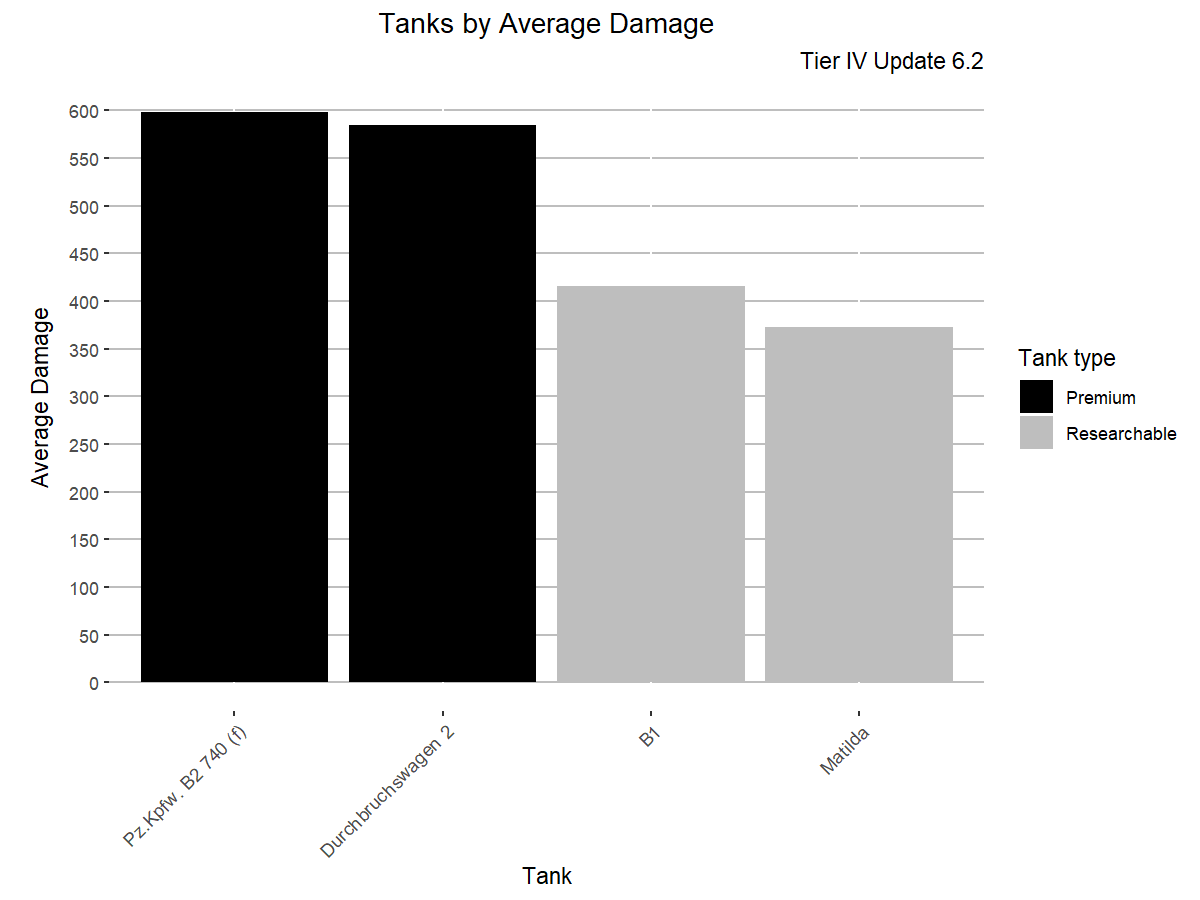 Tanks by Average Damage
Tier IV Update 6.2
Average Damage
600
550
500
450
400
350
300
250
200
150
100
50
0
Pz.Kpfw. B2 740 (f)
Durchbruchswagen 2
B1
Matilda
Tank
Tank type
Premium
Researchable